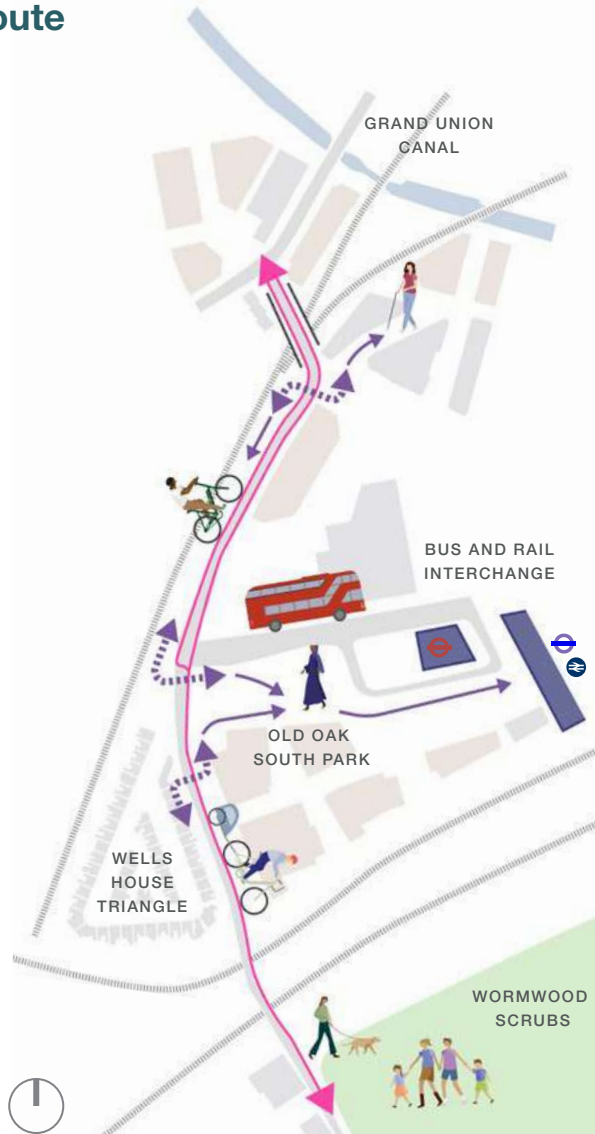 oute
GRAND UNION
CANAL
BUS AND RAIL
INTERCHANGE
OLD OAK
SOUTH PARK
WELLS
HOUSE
TRIANGLE
WORMWOOD
SCRUBS